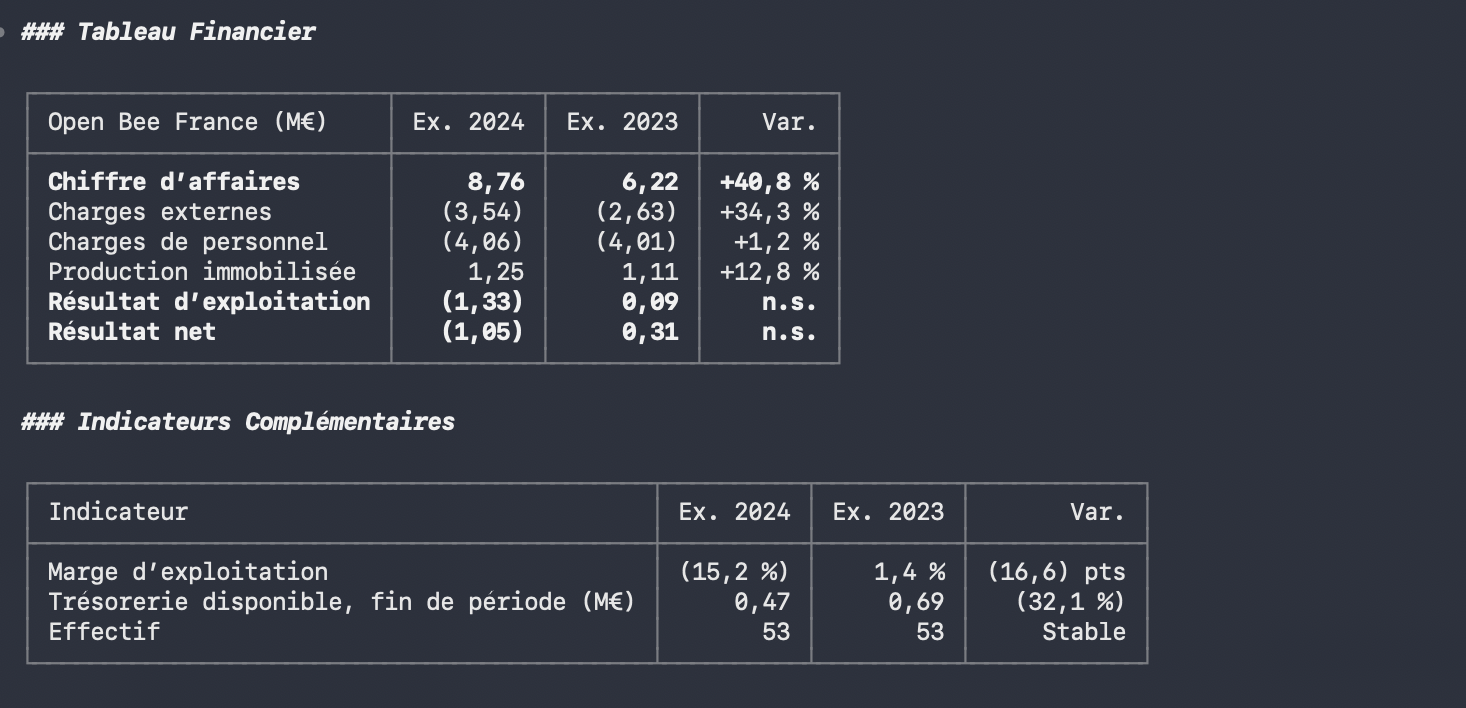 ### Tableau Financier
Open Bee France (M€) Ex. 2024 Ex. 2023 Var.
Chiffre d’affaires 8,76 6,22 +40,8 %
Charges externes (3,54) (2,63) +34,3 %
Charges de personnel (4,06) (4,01) +1,2 %
Production immobilisée 1,25 1,11 +12,8 %
Résultat d’exploitation (1,33) 0,09 n.s.
Résultat net (1,05) 0,31 n.s.
### Indicateurs Complémentaires
Indicateur Ex. 2024 Ex. 2023 Var.
Marge d’exploitation (15,2 %) 1,4 % (16,6) pts
Trésorerie disponible, fin de période (M€) 0,47 0,69 (32,1 %)
Effectif 53 53 Stable